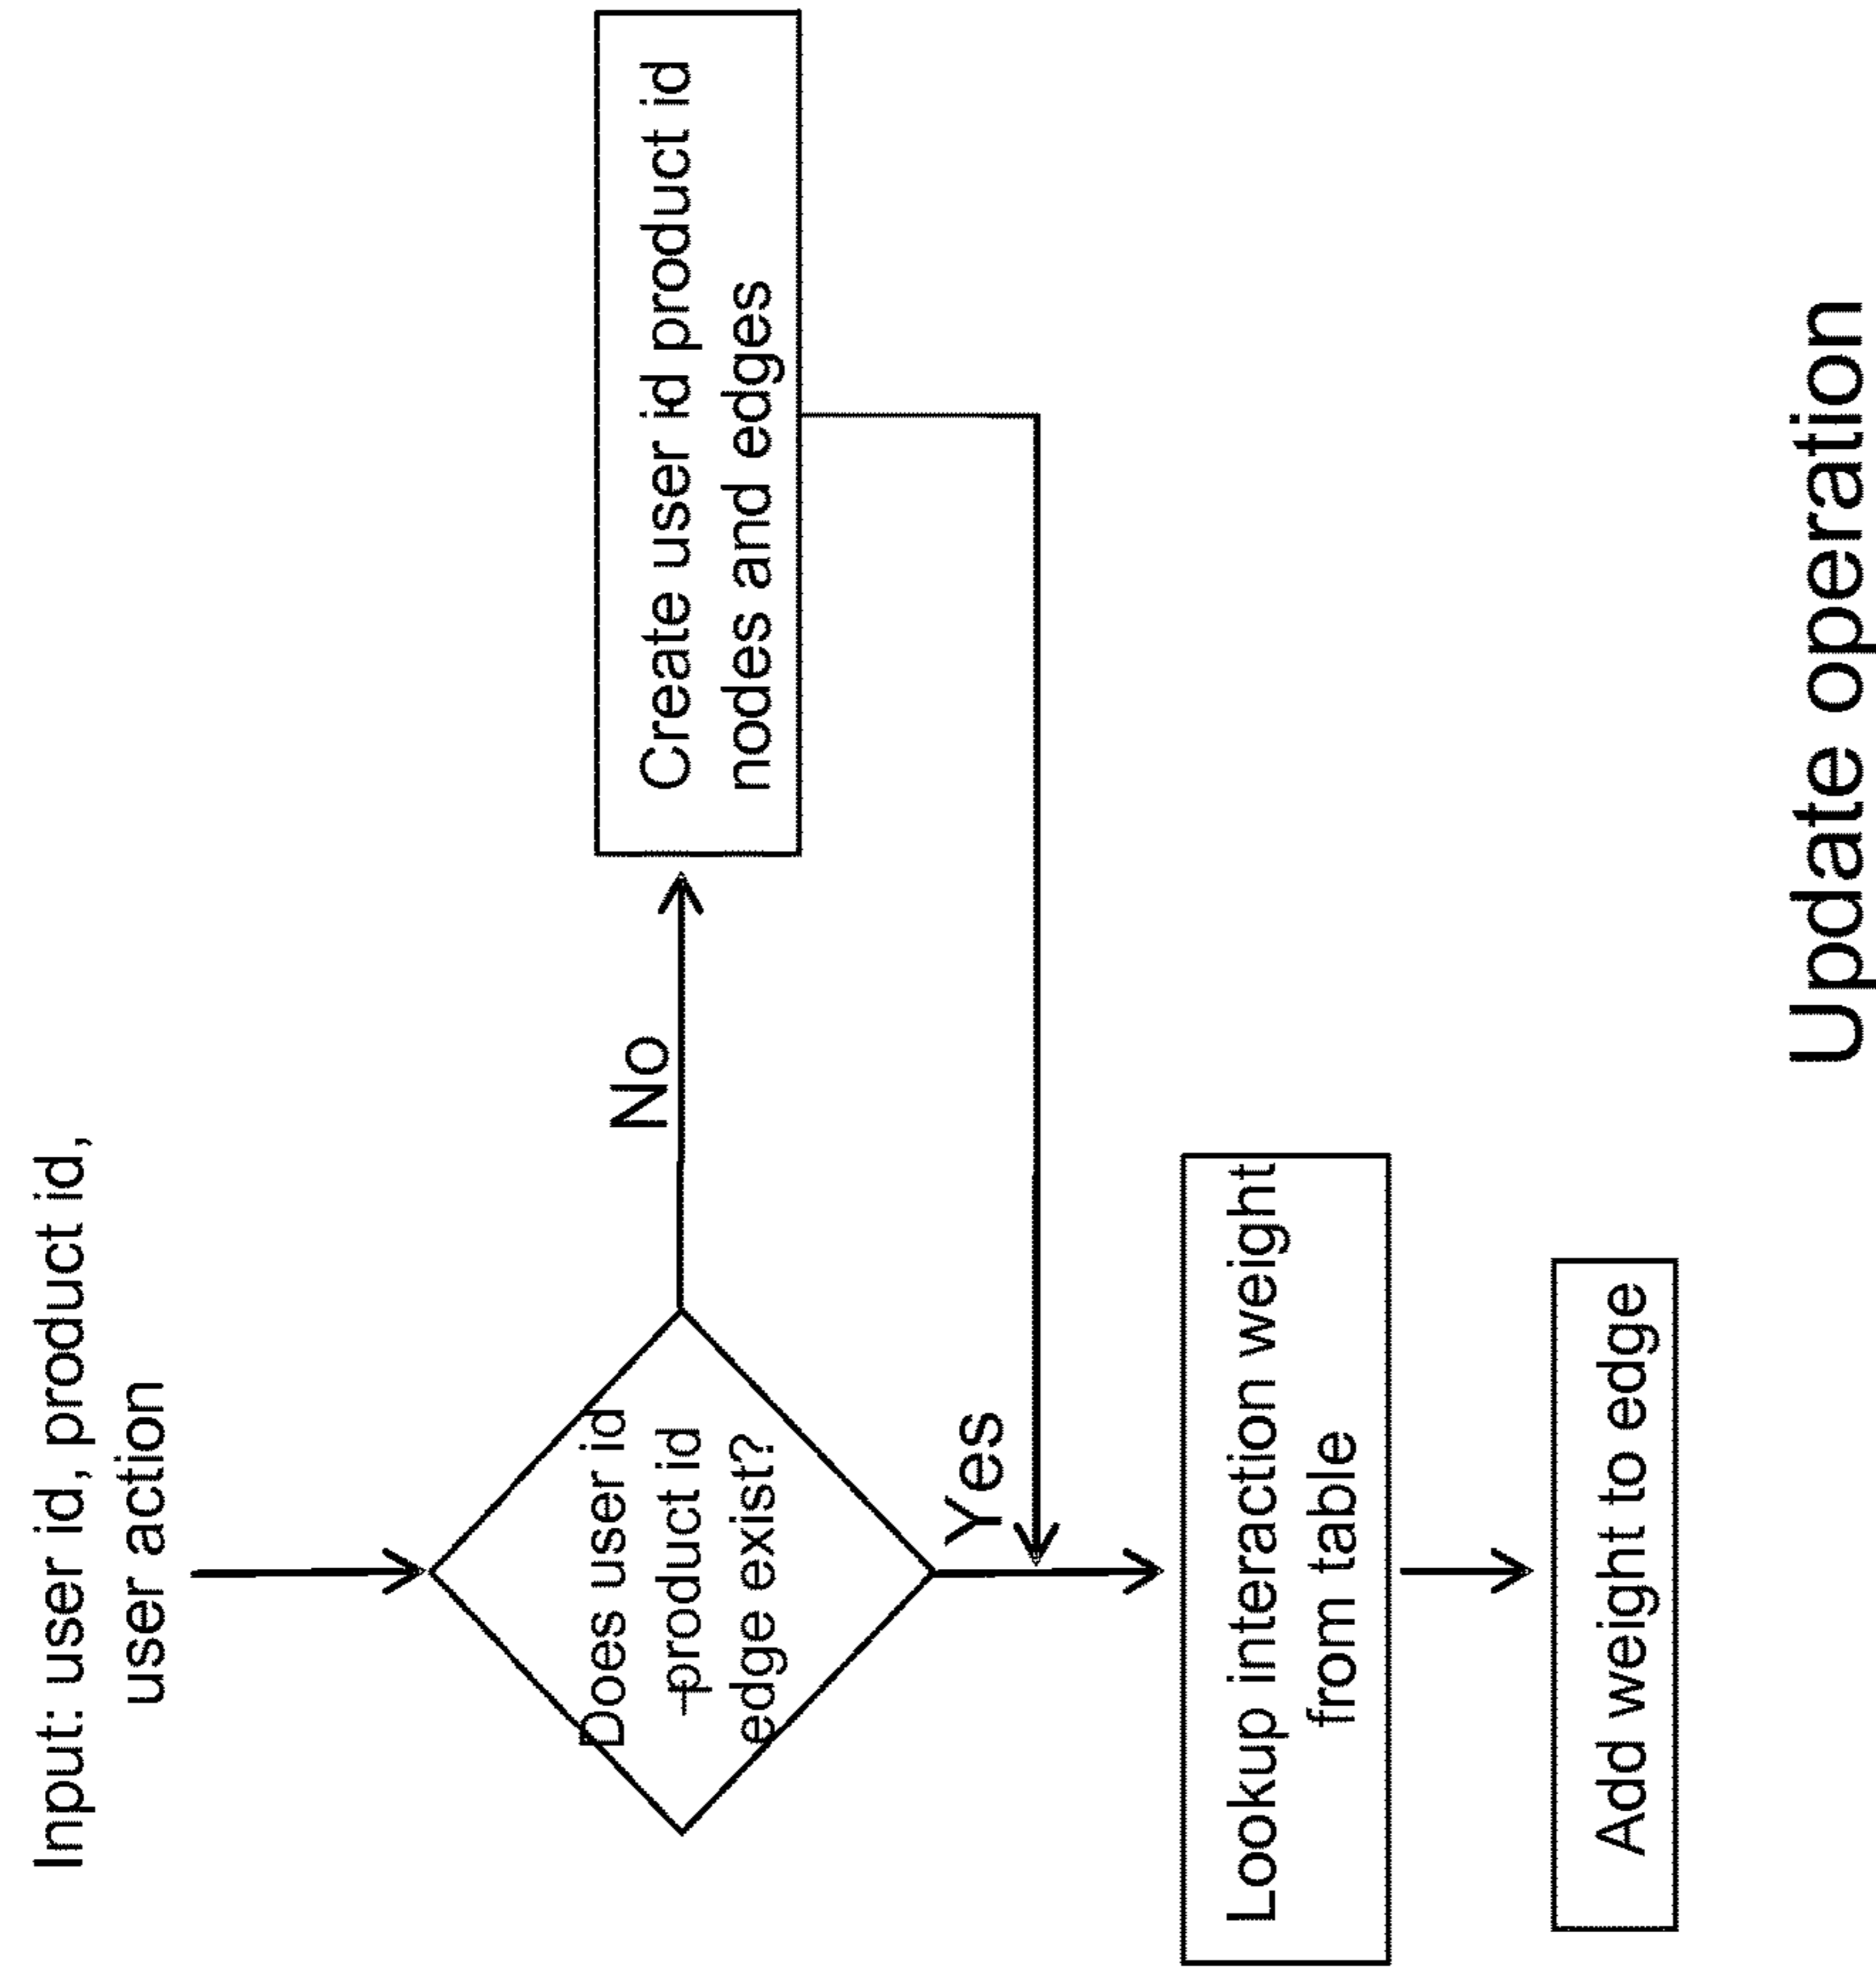 Input: user id, product id,
user action
Does user id
–product id
edge exist?
No
Create user id product id
nodes and edges
Yes
Lookup interaction weight
from table
Add weight to edge
Update operation